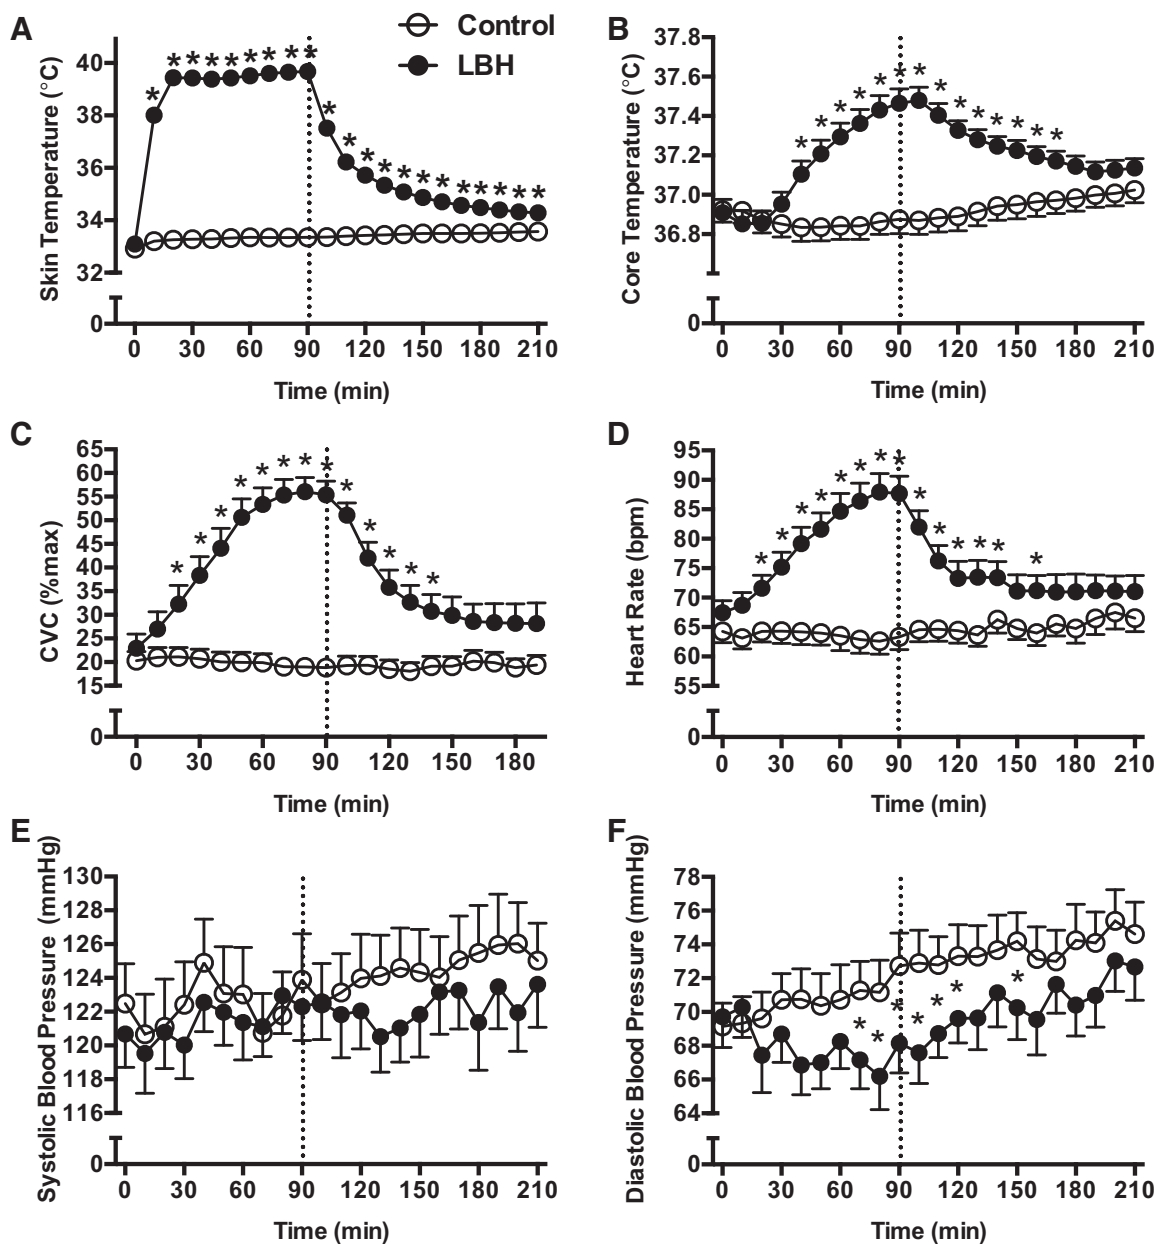 A
Control
LBH
Skin Temperature (°C)
40
38
36
34
32
0
* * * * * * * * * * * * * * * * * * * * *
0 30 60 90 120 150 180 210
Time (min)
B
Core Temperature (°C)
37.8
37.6
37.4
37.2
37.0
36.8
0
* * * * * * * * * * * * * *
0 30 60 90 120 150 180 210
Time (min)
C
CVC (%max)
65
60
55
50
45
40
35
30
25
20
15
0
* * * * * * * * * * * * *
0 30 60 90 120 150 180
Time (min)
D
Heart Rate (bpm)
95
90
85
80
75
70
65
60
55
0
* * * * * * * * * * * * * *
0 30 60 90 120 150 180 210
Time (min)
E
Systolic Blood Pressure (mmHg)
130
128
126
124
122
120
118
116
0
0 30 60 90 120 150 180 210
Time (min)
F
Diastolic Blood Pressure (mmHg)
78
76
74
72
70
68
66
64
0
* * * * * * *
0 30 60 90 120 150 180 210
Time (min)